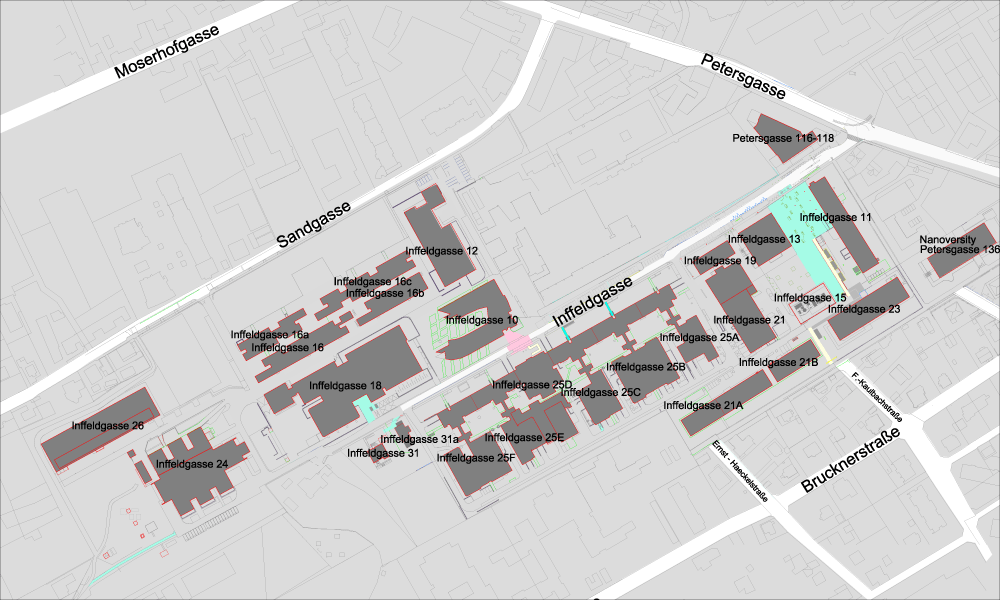 Moserhofgasse
Petersgasse
Petersgasse 116-118
Sandgasse
Inffeldgasse 11
Inffeldgasse 13
Nanoversity
Petersgasse 136
Inffeldgasse 12
Inffeldgasse 19
Inffeldgasse 16c
Inffeldgasse 16b
Inffeldgasse
Inffeldgasse 15
Inffeldgasse 23
Inffeldgasse 10
Inffeldgasse 21
Inffeldgasse 16a
Inffeldgasse 16
Inffeldgasse 25A
Inffeldgasse 21B
Inffeldgasse 25B
Inffeldgasse 18
Inffeldgasse 25D
Inffeldgasse 25C
F.-Kaulbachstraße
Inffeldgasse 21A
Inffeldgasse 26
Inffeldgasse 31a
Inffeldgasse 25E
Inffeldgasse 31
Inffeldgasse 25F
Inffeldgasse 24
Ernst - Haeckelstraße
Brucknerstraße